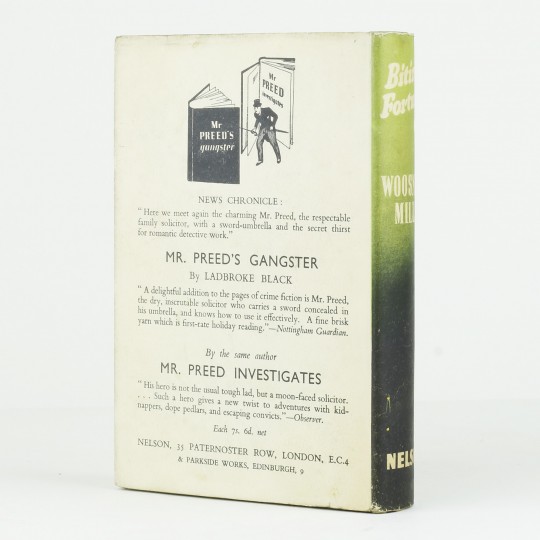 Mr
PREED
investigates
Mr
PREED'S
gangster
NEWS CHRONICLE:
"Here we meet again the charming Mr. Preed, the respectable
family solicitor, with a sword-umbrella and the secret thirst
for romantic detective work."
MR. PREED'S GANGSTER
By LADBROKE BLACK
"A delightful addition to the pages of crime fiction is Mr. Preed,
the dry, inscrutable solicitor who carries a sword concealed in
his umbrella, and knows how to use it effectively. A fine brisk
yarn which is first-rate holiday reading."—Nottingham Guardian.
By the same author
MR. PREED INVESTIGATES
"His hero is not the usual tough lad, but a moon-faced solicitor.
. . . Such a hero gives a new twist to adventures with kid-
nappers, dope pedlars, and escaping convicts."—Observer.
Each 7s. 6d. net
NELSON, 35 PATERNOSTER ROW, LONDON, E.C.4
& PARKSIDE WORKS, EDINBURGH, 9
Biti
Fortu
WOOS
MIL
NELS